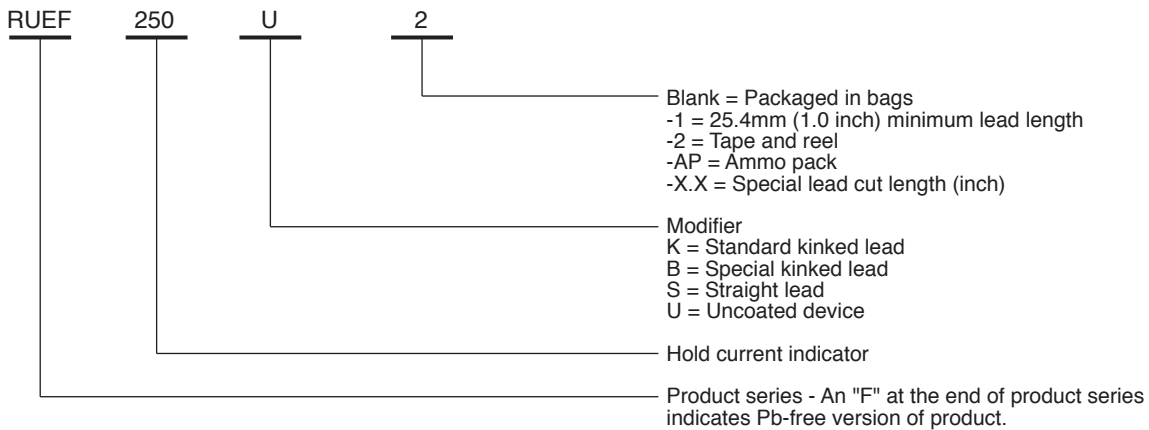 RUEF 250 U 2
Blank = Packaged in bags
-1 = 25.4mm (1.0 inch) minimum lead length
-2 = Tape and reel
-AP = Ammo pack
-X.X = Special lead cut length (inch)
Modifier
K = Standard kinked lead
B = Special kinked lead
S = Straight lead
U = Uncoated device
Hold current indicator
Product series - An "F" at the end of product series
indicates Pb-free version of product.